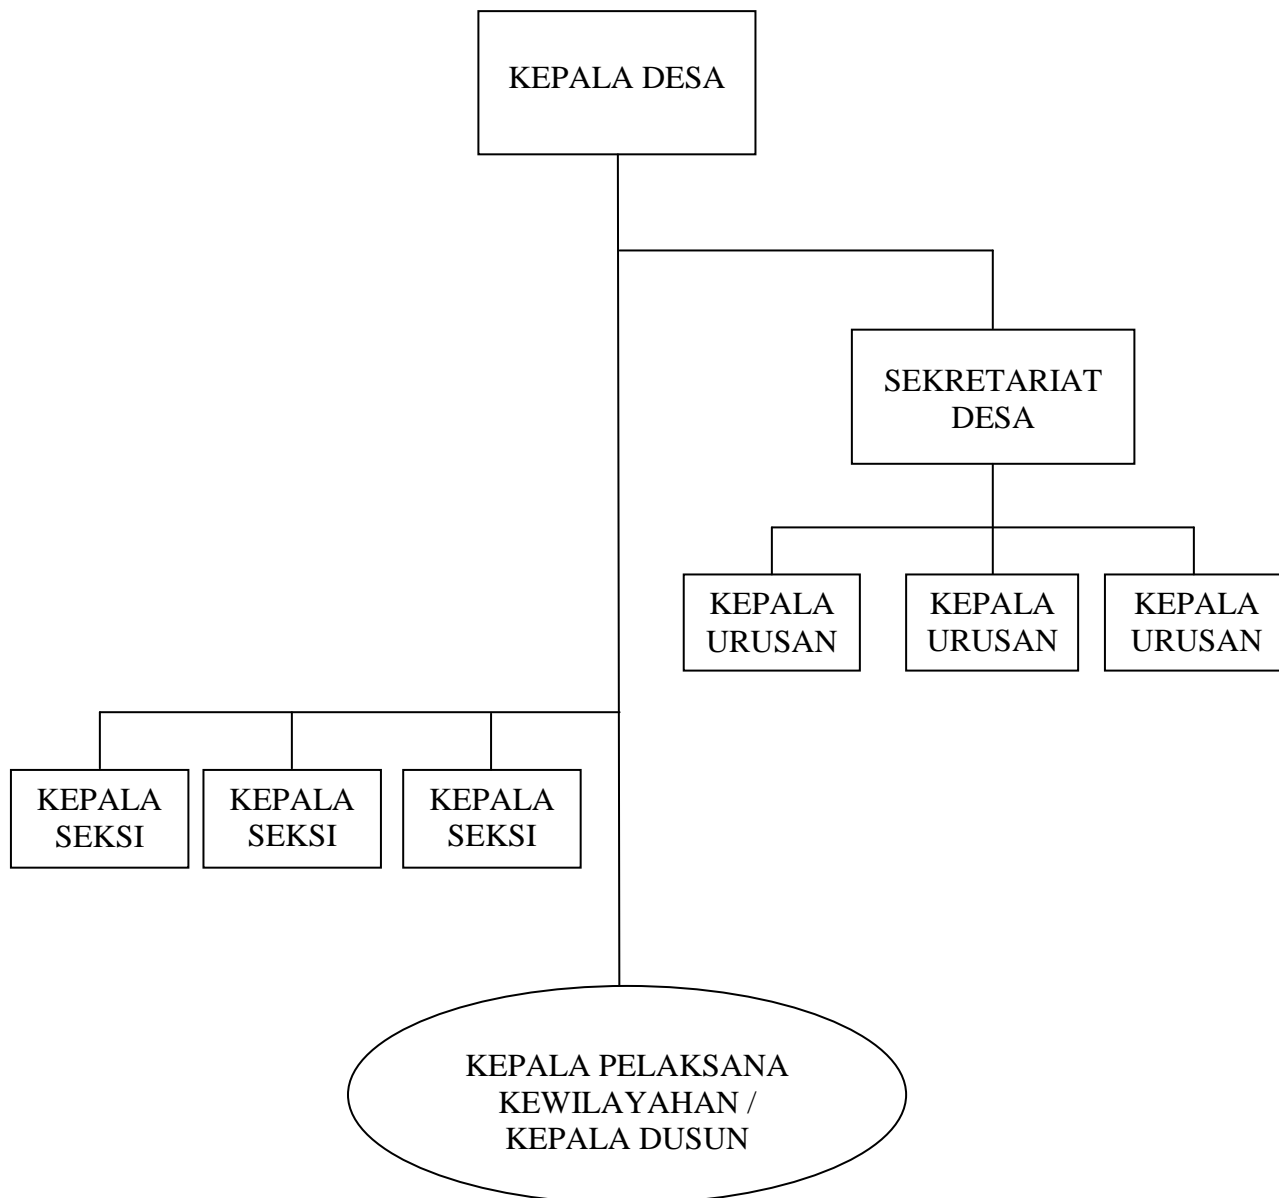 KEPALA DESA
SEKRETARIAT
DESA
KEPALA
URUSAN
KEPALA
URUSAN
KEPALA
URUSAN
KEPALA
SEKSI
KEPALA
SEKSI
KEPALA
SEKSI
KEPALA PELAKSANA
KEWILAYAHAN /
KEPALA DUSUN